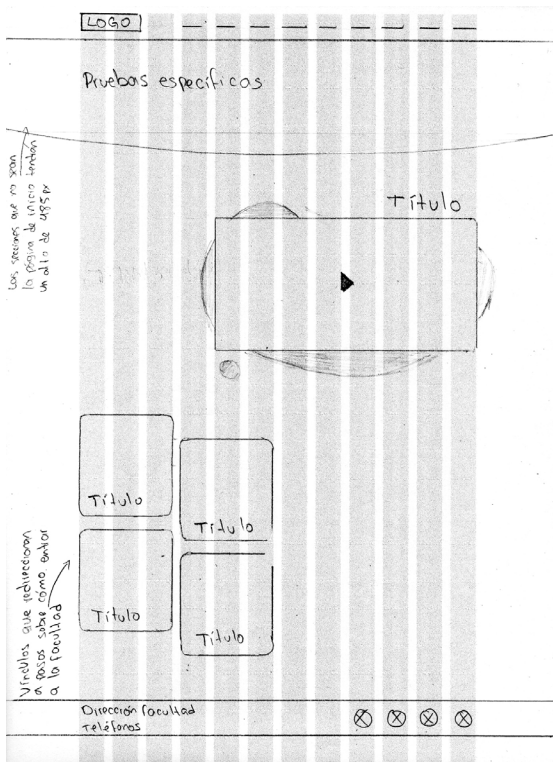 LOGO
Pruebas específicas
Las secciones que no sean
la página de inicio tendrán
un alto de 485px
Título
Título
Título
Título
Título
Vínculos que redireccionan
a pasos sobre cómo entrar
a la facultad
Dirección facultad
Teléfonos